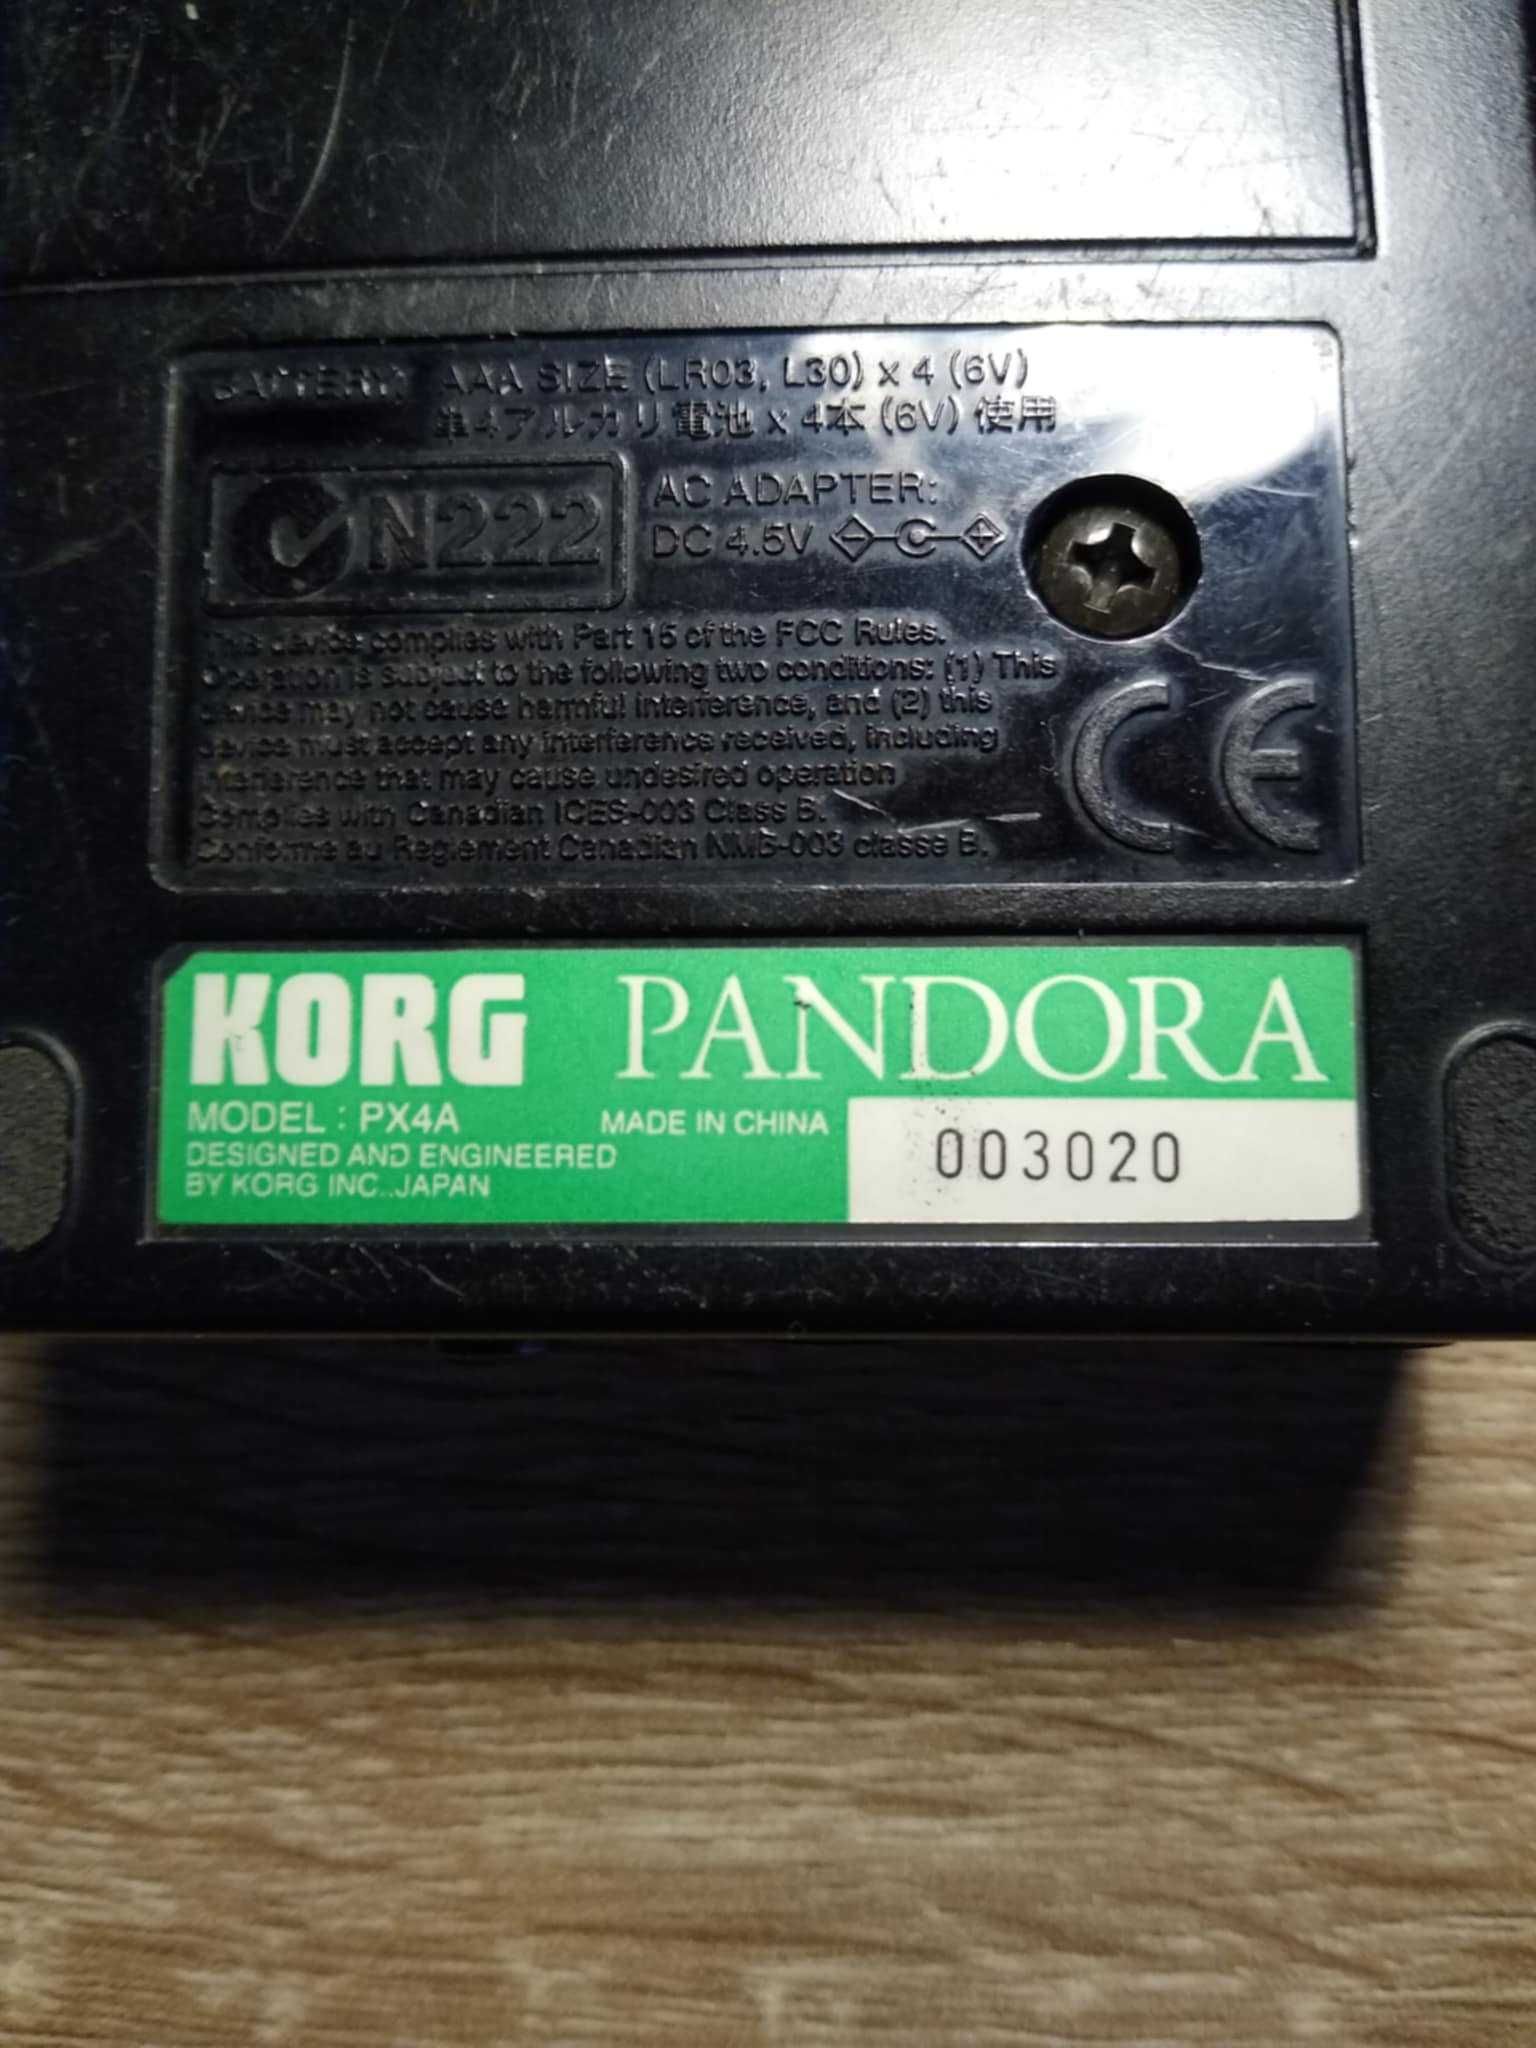 BATTERY: AAA SIZE (LR03, L30) x 4 (6V)
単4アルカリ電池 x 4本 (6V) 使用
N222
AC ADAPTER:
DC 4.5V
This device complies with Part 15 of the FCC Rules.
Operation is subject to the following two conditions: (1) This
device may not cause harmful interference, and (2) this
device must accept any interference received, including
interference that may cause undesired operation
Complies with Canadian ICES-003 Class B.
Conforme au Reglement Canadian NMB-003 classe B.
CE
KORG PANDORA
MODEL : PX4A
MADE IN CHINA
003020
DESIGNED AND ENGINEERED
BY KORG INC., JAPAN